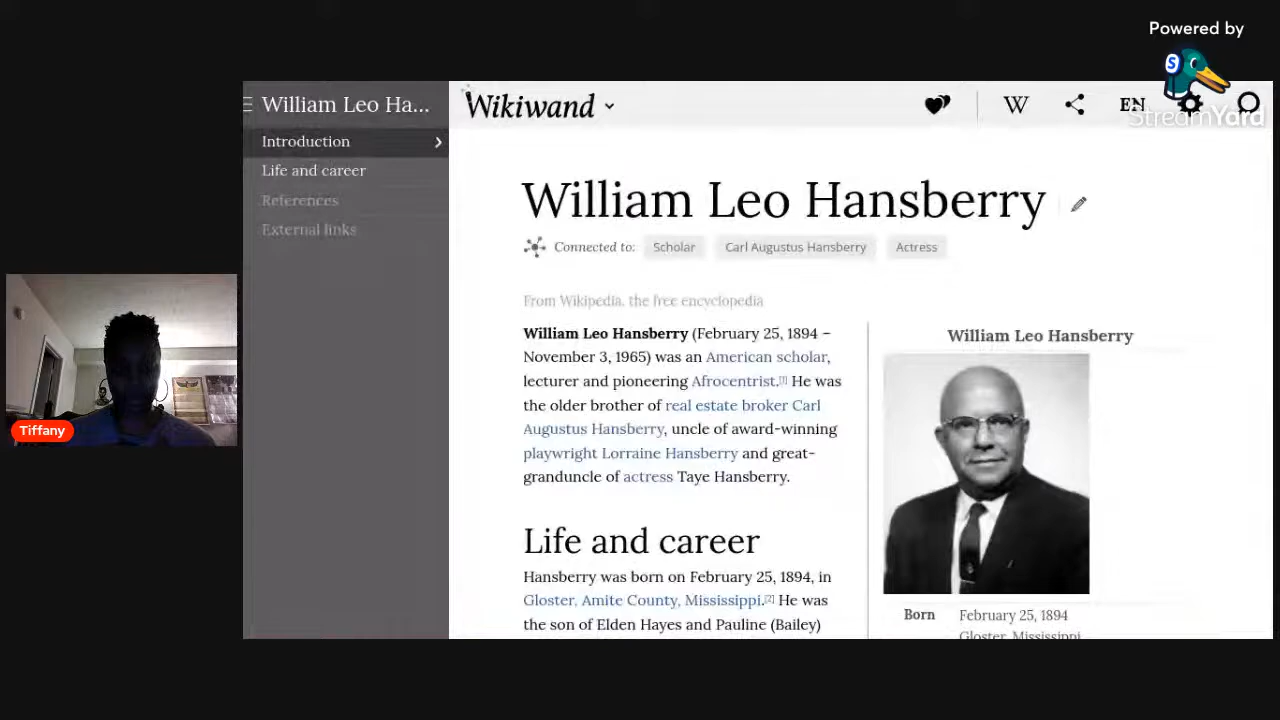 Powered by
StreamYard
William Leo Ha...
Introduction
Life and career
References
External links
Wikiwand
W
EN
William Leo Hansberry
Connected to: Scholar Carl Augustus Hansberry Actress
From Wikipedia, the free encyclopedia
William Leo Hansberry (February 25, 1894 –
November 3, 1965) was an American scholar,
lecturer and pioneering Afrocentrist.[1] He was
the older brother of real estate broker Carl
Augustus Hansberry, uncle of award-winning
playwright Lorraine Hansberry and great-
granduncle of actress Taye Hansberry.
Life and career
Hansberry was born on February 25, 1894, in
Gloster, Amite County, Mississippi.[2] He was
the son of Elden Hayes and Pauline (Bailey)
William Leo Hansberry
Born February 25, 1894
Gloster, Mississippi
Tiffany
S